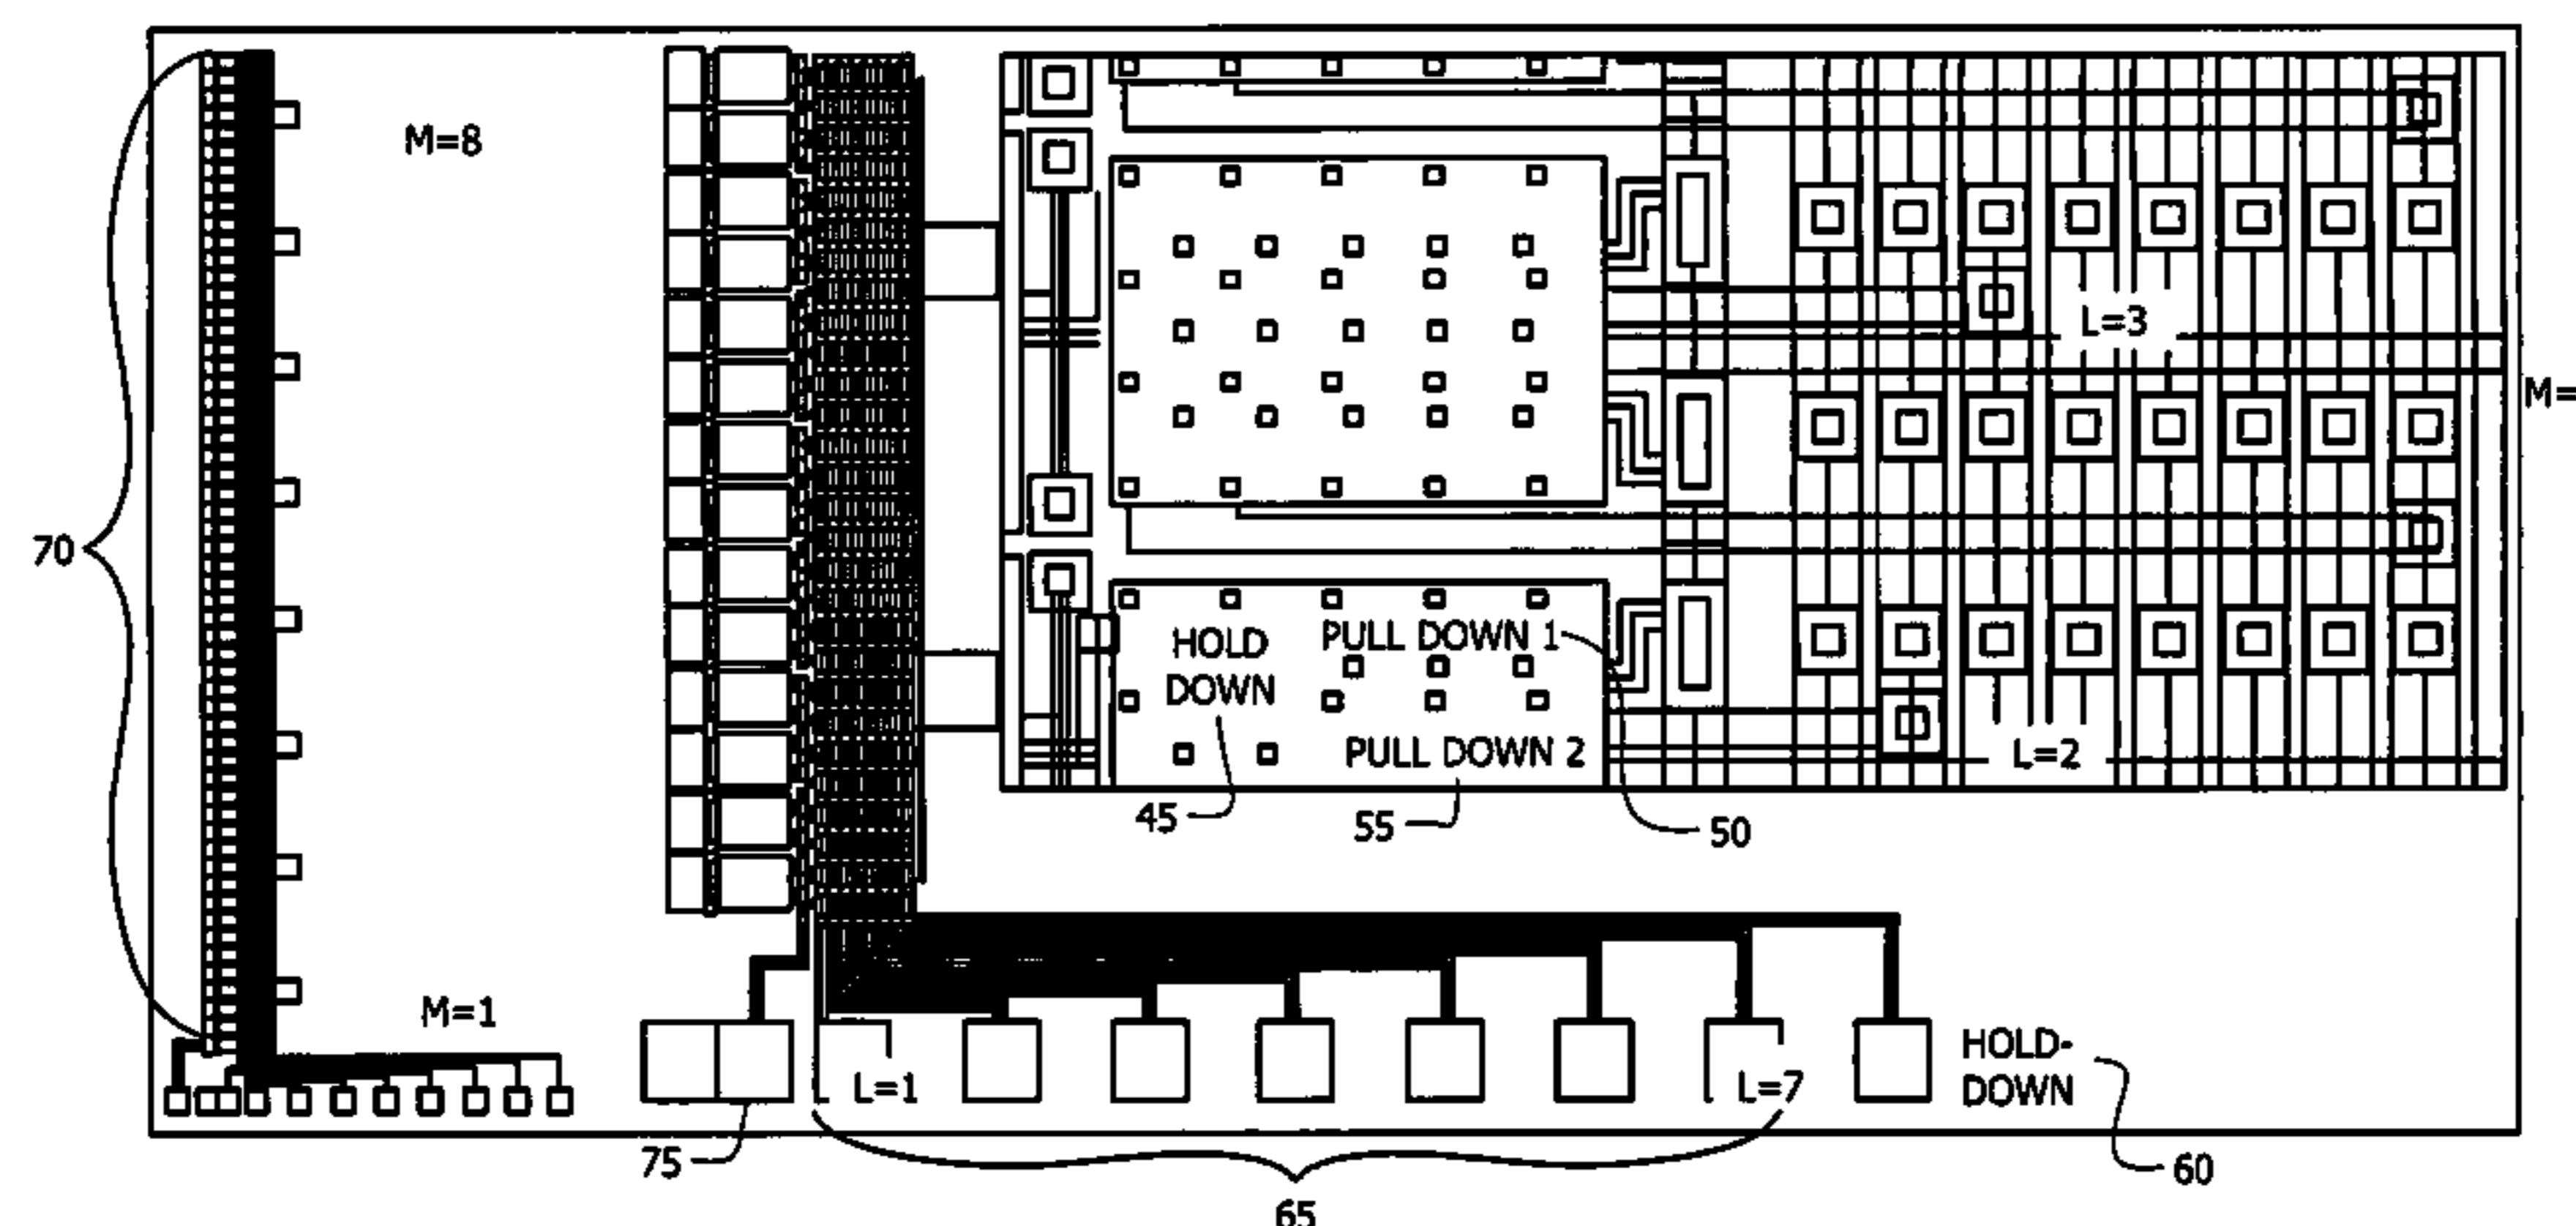 M=8
L=3
M=
70
HOLD
DOWN
PULL DOWN 1
PULL DOWN 2
L=2
45
55
50
M=1
L=1
L=7
HOLD-
DOWN
75
65
60